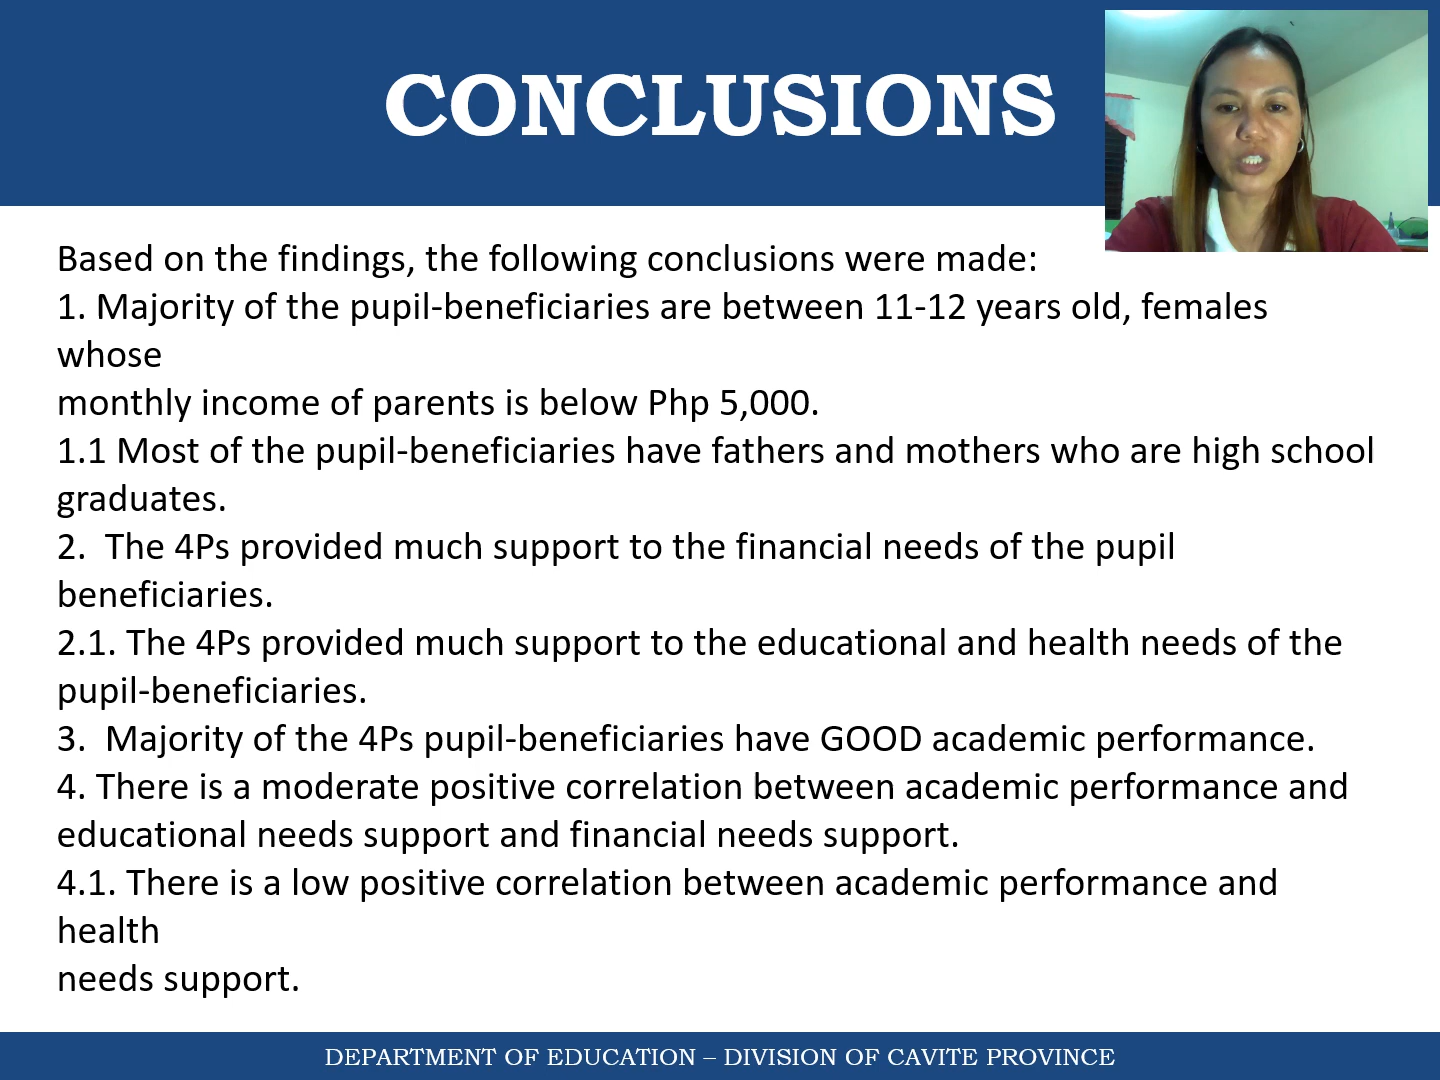 CONCLUSIONS
Based on the findings, the following conclusions were made:
1. Majority of the pupil-beneficiaries are between 11-12 years old, females
whose
monthly income of parents is below Php 5,000.
1.1 Most of the pupil-beneficiaries have fathers and mothers who are high school
graduates.
2.  The 4Ps provided much support to the financial needs of the pupil
beneficiaries.
2.1. The 4Ps provided much support to the educational and health needs of the
pupil-beneficiaries.
3.  Majority of the 4Ps pupil-beneficiaries have GOOD academic performance.
4. There is a moderate positive correlation between academic performance and
educational needs support and financial needs support.
4.1. There is a low positive correlation between academic performance and
health
needs support.
DEPARTMENT OF EDUCATION – DIVISION OF CAVITE PROVINCE